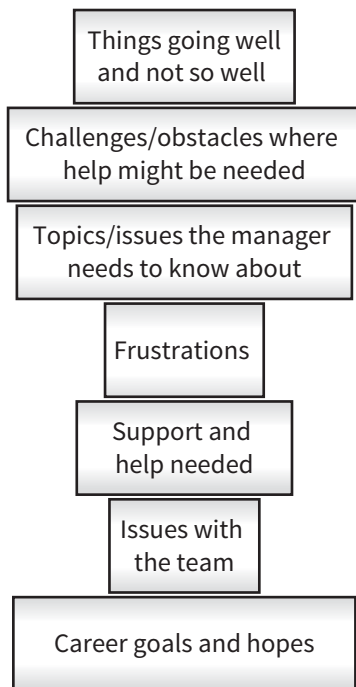 Things going well
and not so well
Challenges/obstacles where
help might be needed
Topics/issues the manager
needs to know about
Frustrations
Support and
help needed
Issues with
the team
Career goals and hopes